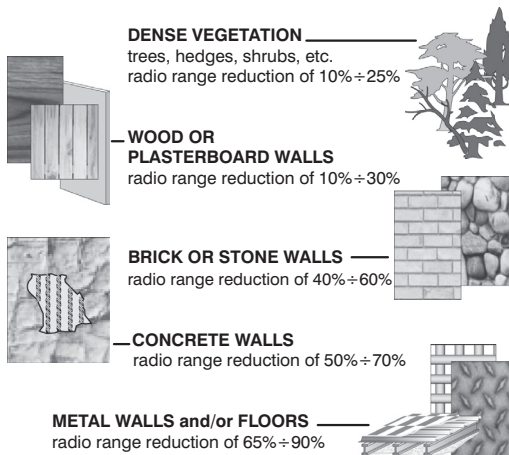 DENSE VEGETATION
trees, hedges, shrubs, etc.
radio range reduction of 10%÷25%
WOOD OR
PLASTERBOARD WALLS
radio range reduction of 10%÷30%
BRICK OR STONE WALLS
radio range reduction of 40%÷60%
CONCRETE WALLS
radio range reduction of 50%÷70%
METAL WALLS and/or FLOORS
radio range reduction of 65%÷90%